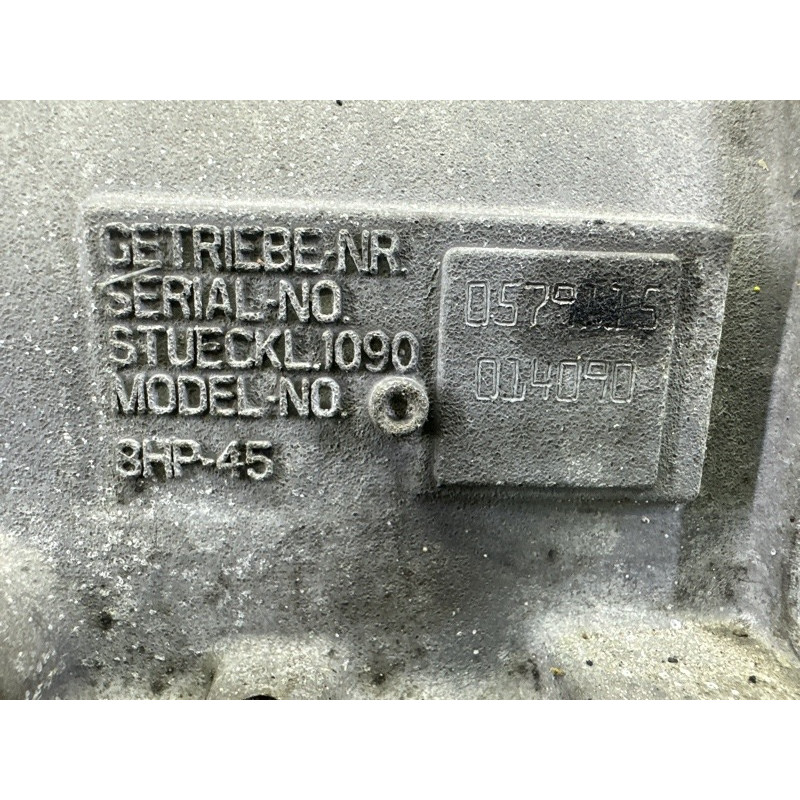 GETRIEBE-NR.
SERIAL-NO.
STUECKL.1090
MODEL-NO.
8HP-45
014090